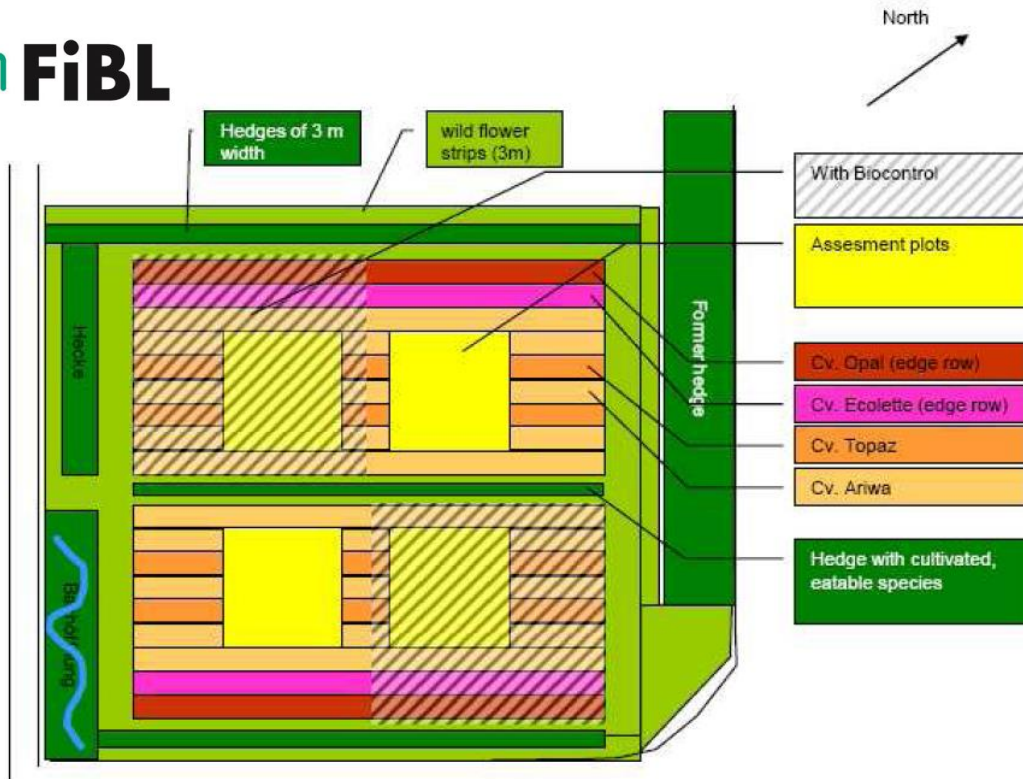 North
FiBL
Hedges of 3 m
width
wild flower
strips (3m)
With Biocontrol
Assesment plots
Hecke
Former hedge
Cv. Opal (edge row)
Cv. Ecolette (edge row)
Cv. Topaz
Cv. Ariwa
Hedge with cultivated,
eatable species